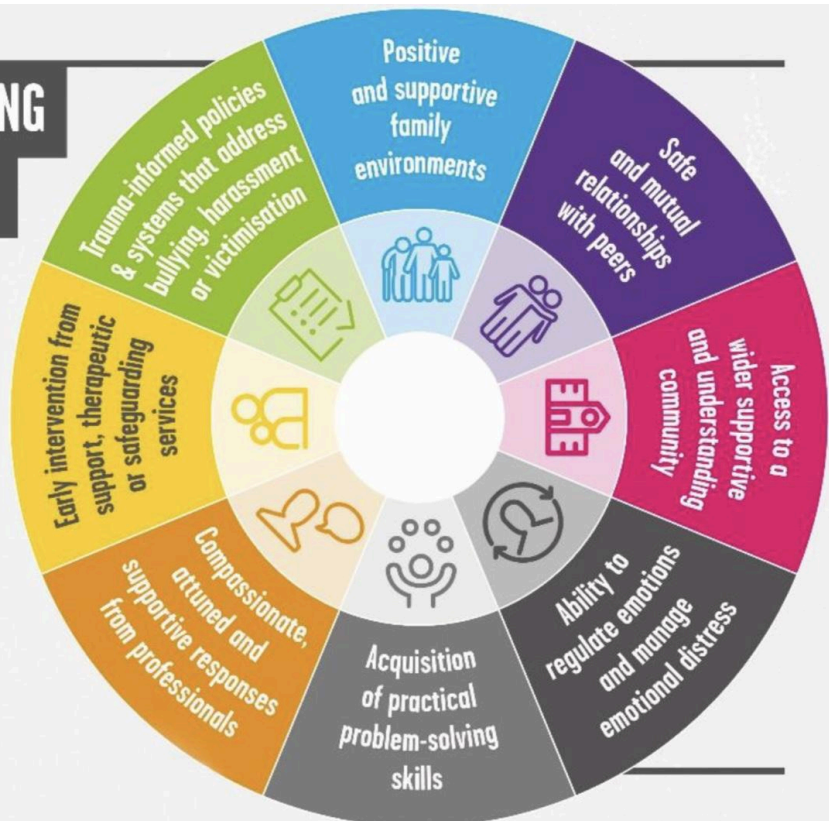 NG
Positive
and supportive
family
environments
Safe
and mutual
relationships
with peers
Access to a
wider supportive
and understanding
community
Ability to
regulate emotions
and manage
emotional distress
Acquisition
of practical
problem-solving
skills
Compassionate,
attuned and
supportive responses
from professionals
Early intervention from
support, therapeutic
or safeguarding
services
Trauma-informed policies
& systems that address
bullying, harassment
or victimisation